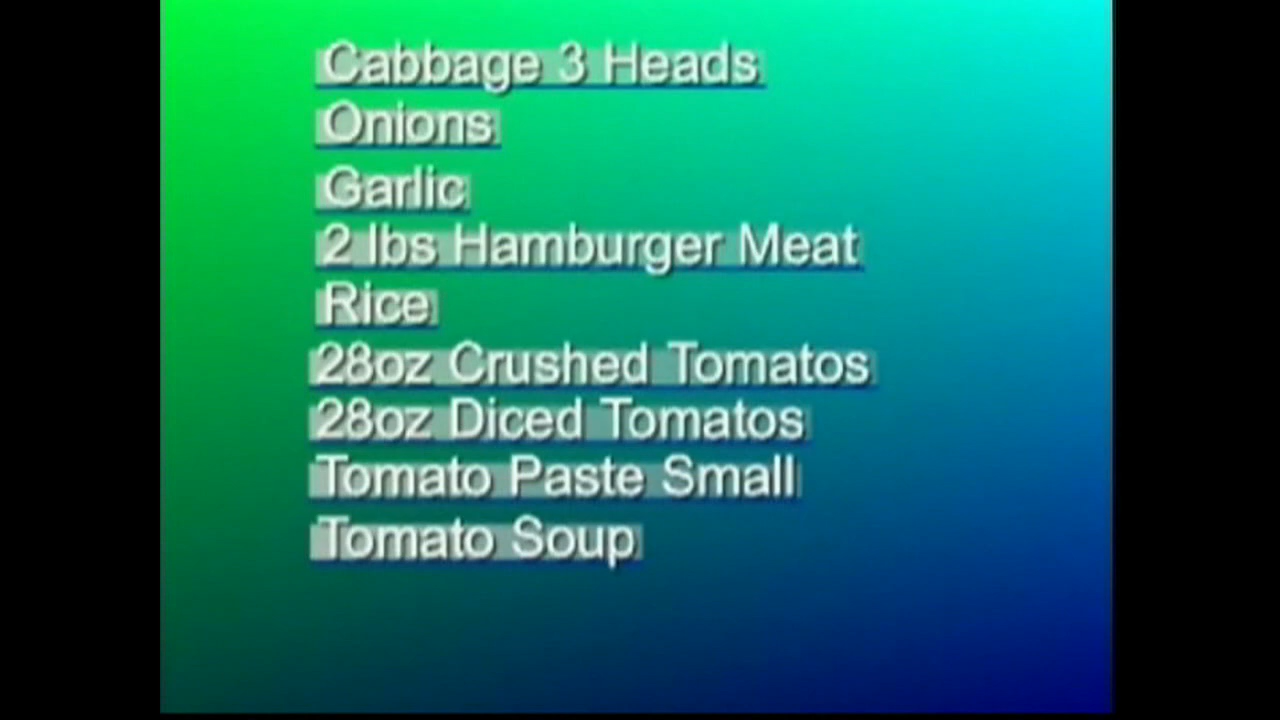 Cabbage 3 Heads
Onions
Garlic
2 lbs Hamburger Meat
Rice
28oz Crushed Tomatos
28oz Diced Tomatos
Tomato Paste Small
Tomato Soup